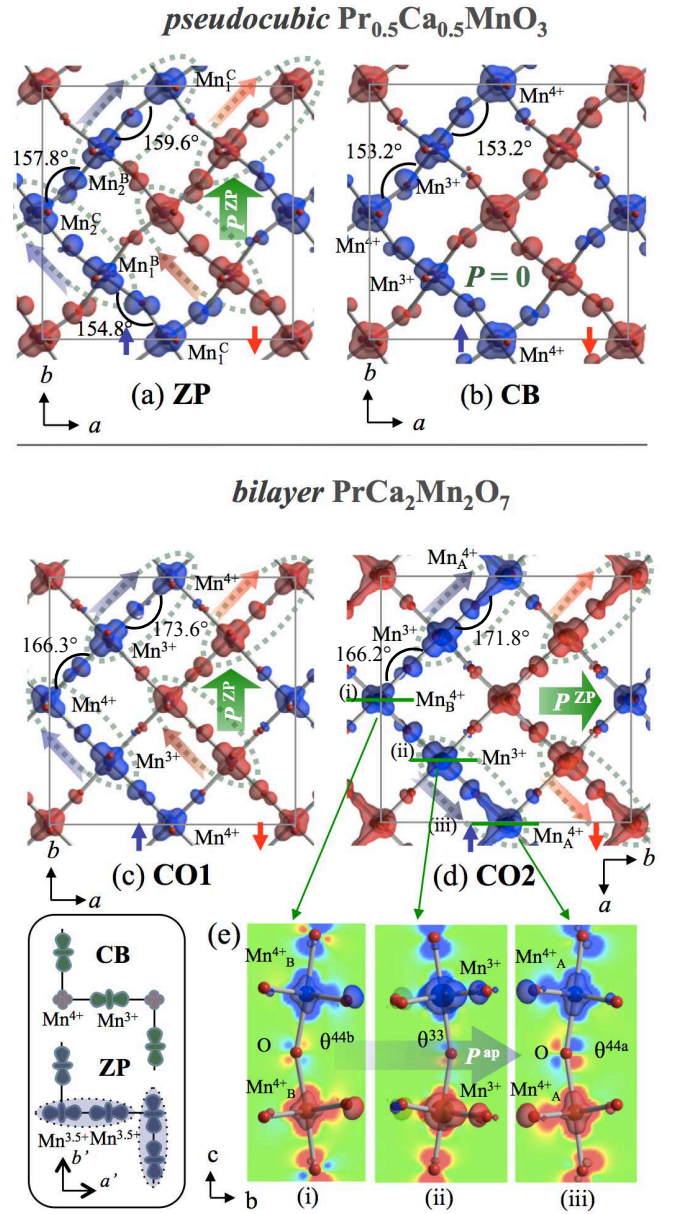 pseudocubic Pr0.5Ca0.5MnO3
Mn1C
159.6°
157.8°
Mn2B
Mn2C
P ZP
Mn1B
154.8°
Mn1C
b
a
(a) ZP
Mn4+
153.2°
153.2°
Mn3+
Mn4+
Mn3+
P = 0
Mn4+
b
a
(b) CB
bilayer PrCa2Mn2O7
Mn4+
173.6°
166.3°
Mn3+
Mn4+
P ZP
Mn3+
Mn4+
b
a
(c) CO1
MnA4+
Mn3+
171.8°
166.2°
(i)
MnB4+
P ZP
(ii)
Mn3+
(iii)
MnA4+
b
a
(d) CO2
CB
Mn4+
Mn3+
ZP
Mn3.5+
Mn3.5+
b’
a’
(e)
Mn4+B
O
θ44b
Mn4+B
(i)
Mn3+
θ33
P ap
Mn3+
(ii)
Mn4+A
O
θ44a
Mn4+A
(iii)
c
b